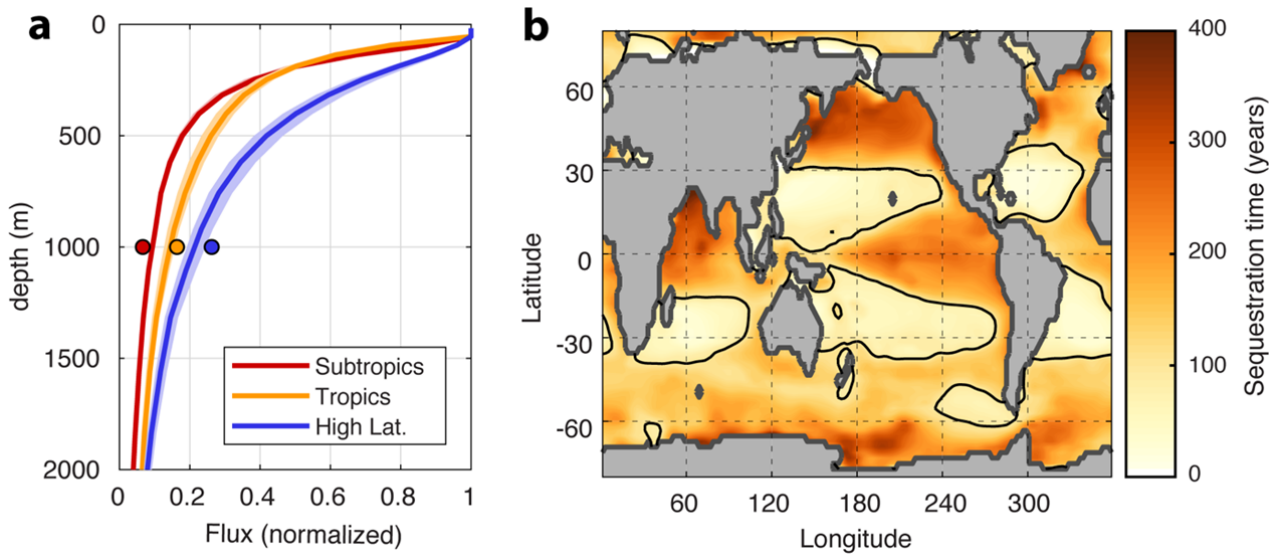 a
0
500
1000
1500
2000
depth (m)
Subtropics
Tropics
High Lat.
0 0.2 0.4 0.6 0.8 1
Flux (normalized)
b
60
30
0
-30
-60
Latitude
60 120 180 240 300
Longitude
400
300
200
100
0
Sequestration time (years)